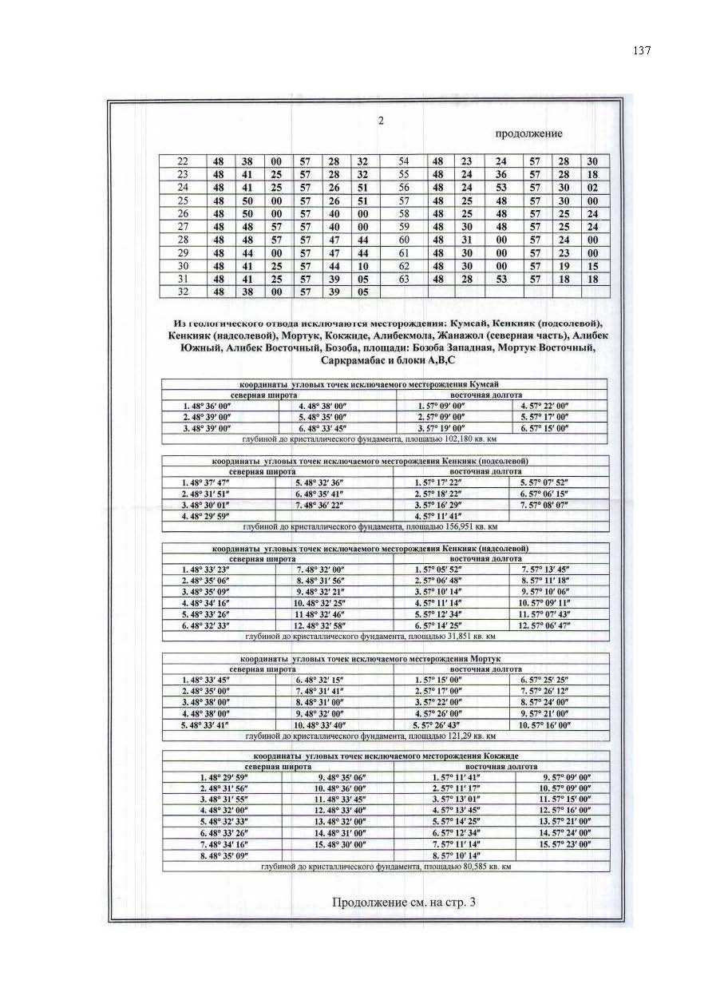 137
2
продолжение
22 48 38 00 57 28 32 54 48 23 24 57 28 30
23 48 41 25 57 28 32 55 48 24 36 57 28 18
24 48 41 25 57 26 51 56 48 24 53 57 30 02
25 48 50 00 57 26 51 57 48 25 48 57 30 00
26 48 50 00 57 40 00 58 48 25 48 57 25 24
27 48 48 57 57 40 00 59 48 30 48 57 25 24
28 48 48 57 57 47 44 60 48 31 00 57 24 00
29 48 44 00 57 47 44 61 48 30 00 57 23 00
30 48 41 25 57 44 10 62 48 30 00 57 19 15
31 48 41 25 57 39 05 63 48 28 53 57 18 18
32 48 38 00 57 39 05
Из геологического отвода исключаются месторождения: Кумсай, Кенкияк (подсолевой),
Кенкияк (надсолевой), Мортук, Кокжиде, Алибекмола, Жанажол (северная часть), Алибек
Южный, Алибек Восточный, Бозоба, площади: Бозоба Западная, Мортук Восточный,
Саркрамабас и блоки А,В,С
координаты угловых точек исключаемого месторождения Кумсай
северная широта восточная долгота
1. 48° 36' 00" 4. 48° 38' 00" 1. 57° 09' 00" 4. 57° 22' 00"
2. 48° 39' 00" 5. 48° 35' 00" 2. 57° 09' 00" 5. 57° 17' 00"
3. 48° 39' 00" 6. 48° 33' 45" 3. 57° 19' 00" 6. 57° 15' 00"
глубиной до кристаллического фундамента, площадью 102,180 кв. км
координаты угловых точек исключаемого месторождения Кенкияк (подсолевой)
северная широта восточная долгота
1. 48° 37' 47" 5. 48° 32' 36" 1. 57° 17' 22" 5. 57° 07' 52"
2. 48° 31' 51" 6. 48° 35' 41" 2. 57° 18' 22" 6. 57° 06' 15"
3. 48° 30' 01" 7. 48° 36' 22" 3. 57° 16' 29" 7. 57° 08' 07"
4. 48° 29' 59" 4. 57° 11' 41"
глубиной до кристаллического фундамента, площадью 156,951 кв. км
координаты угловых точек исключаемого месторождения Кенкияк (надсолевой)
северная широта восточная долгота
1. 48° 33' 23" 7. 48° 32' 00" 1. 57° 05' 52" 7. 57° 13' 45"
2. 48° 35' 06" 8. 48° 31' 56" 2. 57° 06' 48" 8. 57° 11' 18"
3. 48° 35' 09" 9. 48° 32' 21" 3. 57° 10' 14" 9. 57° 10' 06"
4. 48° 34' 16" 10. 48° 32' 25" 4. 57° 11' 14" 10. 57° 09' 11"
5. 48° 33' 26" 11 48° 32' 46" 5. 57° 12' 34" 11. 57° 07' 43"
6. 48° 32' 33" 12. 48° 32' 58" 6. 57° 14' 25" 12. 57° 06' 47"
глубиной до кристаллического фундамента, площадью 31,851 кв. км
координаты угловых точек исключаемого месторождения Мортук
северная широта восточная долгота
1. 48° 33' 45" 6. 48° 32' 15" 1. 57° 15' 00" 6. 57° 25' 25"
2. 48° 35' 00" 7. 48° 31' 41" 2. 57° 17' 00" 7. 57° 26' 12"
3. 48° 38' 00" 8. 48° 31' 00" 3. 57° 22' 00" 8. 57° 24' 00"
4. 48° 38' 00" 9. 48° 32' 00" 4. 57° 26' 00" 9. 57° 21' 00"
5. 48° 33' 41" 10. 48° 33' 40" 5. 57° 26' 43" 10. 57° 16' 00"
глубиной до кристаллического фундамента, площадью 121,29 кв. км
координаты угловых точек исключаемого месторождения Кокжиде
северная широта восточная долгота
1. 48° 29' 59" 9. 48° 35' 06" 1. 57° 11' 41" 9. 57° 09' 00"
2. 48° 31' 56" 10. 48° 36' 00" 2. 57° 11' 17" 10. 57° 09' 00"
3. 48° 31' 55" 11. 48° 33' 45" 3. 57° 13' 01" 11. 57° 15' 00"
4. 48° 32' 00" 12. 48° 33' 40" 4. 57° 13' 45" 12. 57° 16' 00"
5. 48° 32' 33" 13. 48° 32' 00" 5. 57° 14' 25" 13. 57° 21' 00"
6. 48° 33' 26" 14. 48° 31' 00" 6. 57° 12' 34" 14. 57° 24' 00"
7. 48° 34' 16" 15. 48° 30' 00" 7. 57° 11' 14" 15. 57° 23' 00"
8. 48° 35' 09" 8. 57° 10' 14"
глубиной до кристаллического фундамента, площадью 80,585 кв. км
Продолжение см. на стр. 3